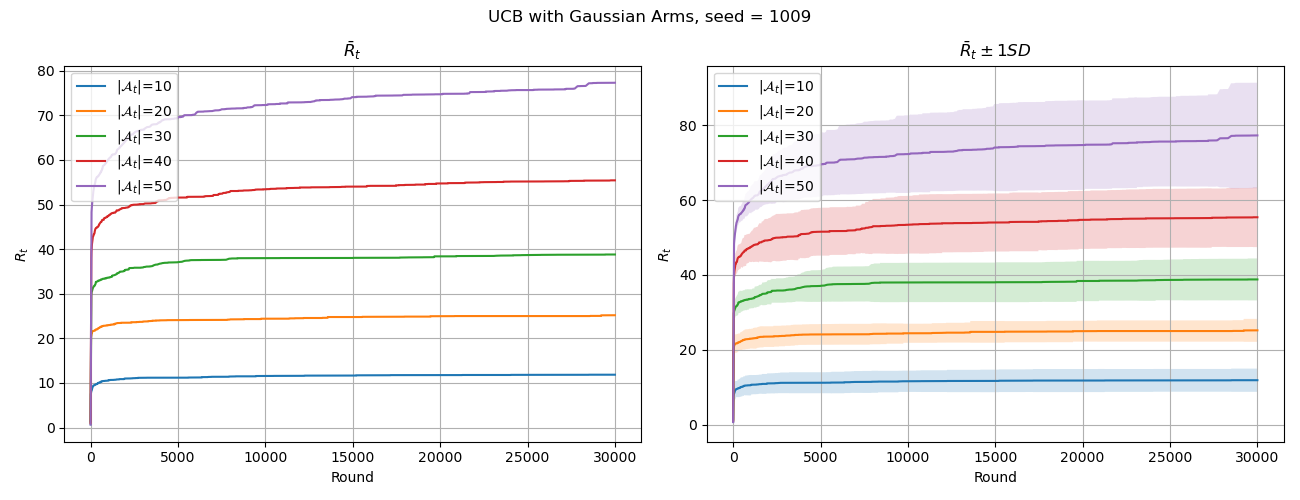 UCB with Gaussian Arms, seed = 1009
R̄ₜ
80
70
60
50
40
30
20
10
0
Rₜ
|𝒜ₜ|=10
|𝒜ₜ|=20
|𝒜ₜ|=30
|𝒜ₜ|=40
|𝒜ₜ|=50
0 5000 10000 15000 20000 25000 30000
Round
R̄ₜ ± 1SD
80
60
40
20
0
Rₜ
|𝒜ₜ|=10
|𝒜ₜ|=20
|𝒜ₜ|=30
|𝒜ₜ|=40
|𝒜ₜ|=50
0 5000 10000 15000 20000 25000 30000
Round